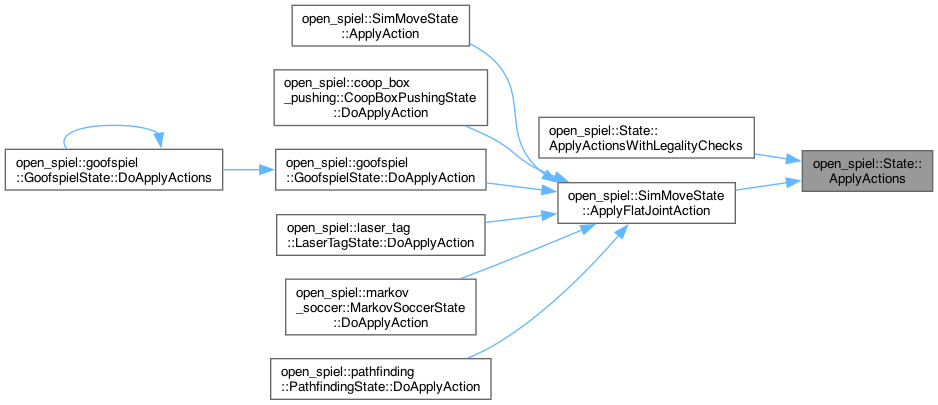 open_spiel::SimMoveState
::ApplyAction
open_spiel::coop_box
_pushing::CoopBoxPushingState
::DoApplyAction
open_spiel::goofspiel
::GoofspielState::DoApplyActions
open_spiel::goofspiel
::GoofspielState::DoApplyAction
open_spiel::laser_tag
::LaserTagState::DoApplyAction
open_spiel::markov
_soccer::MarkovSoccerState
::DoApplyAction
open_spiel::pathfinding
::PathfindingState::DoApplyAction
open_spiel::State::
ApplyActionsWithLegalityChecks
open_spiel::SimMoveState
::ApplyFlatJointAction
open_spiel::State::
ApplyActions